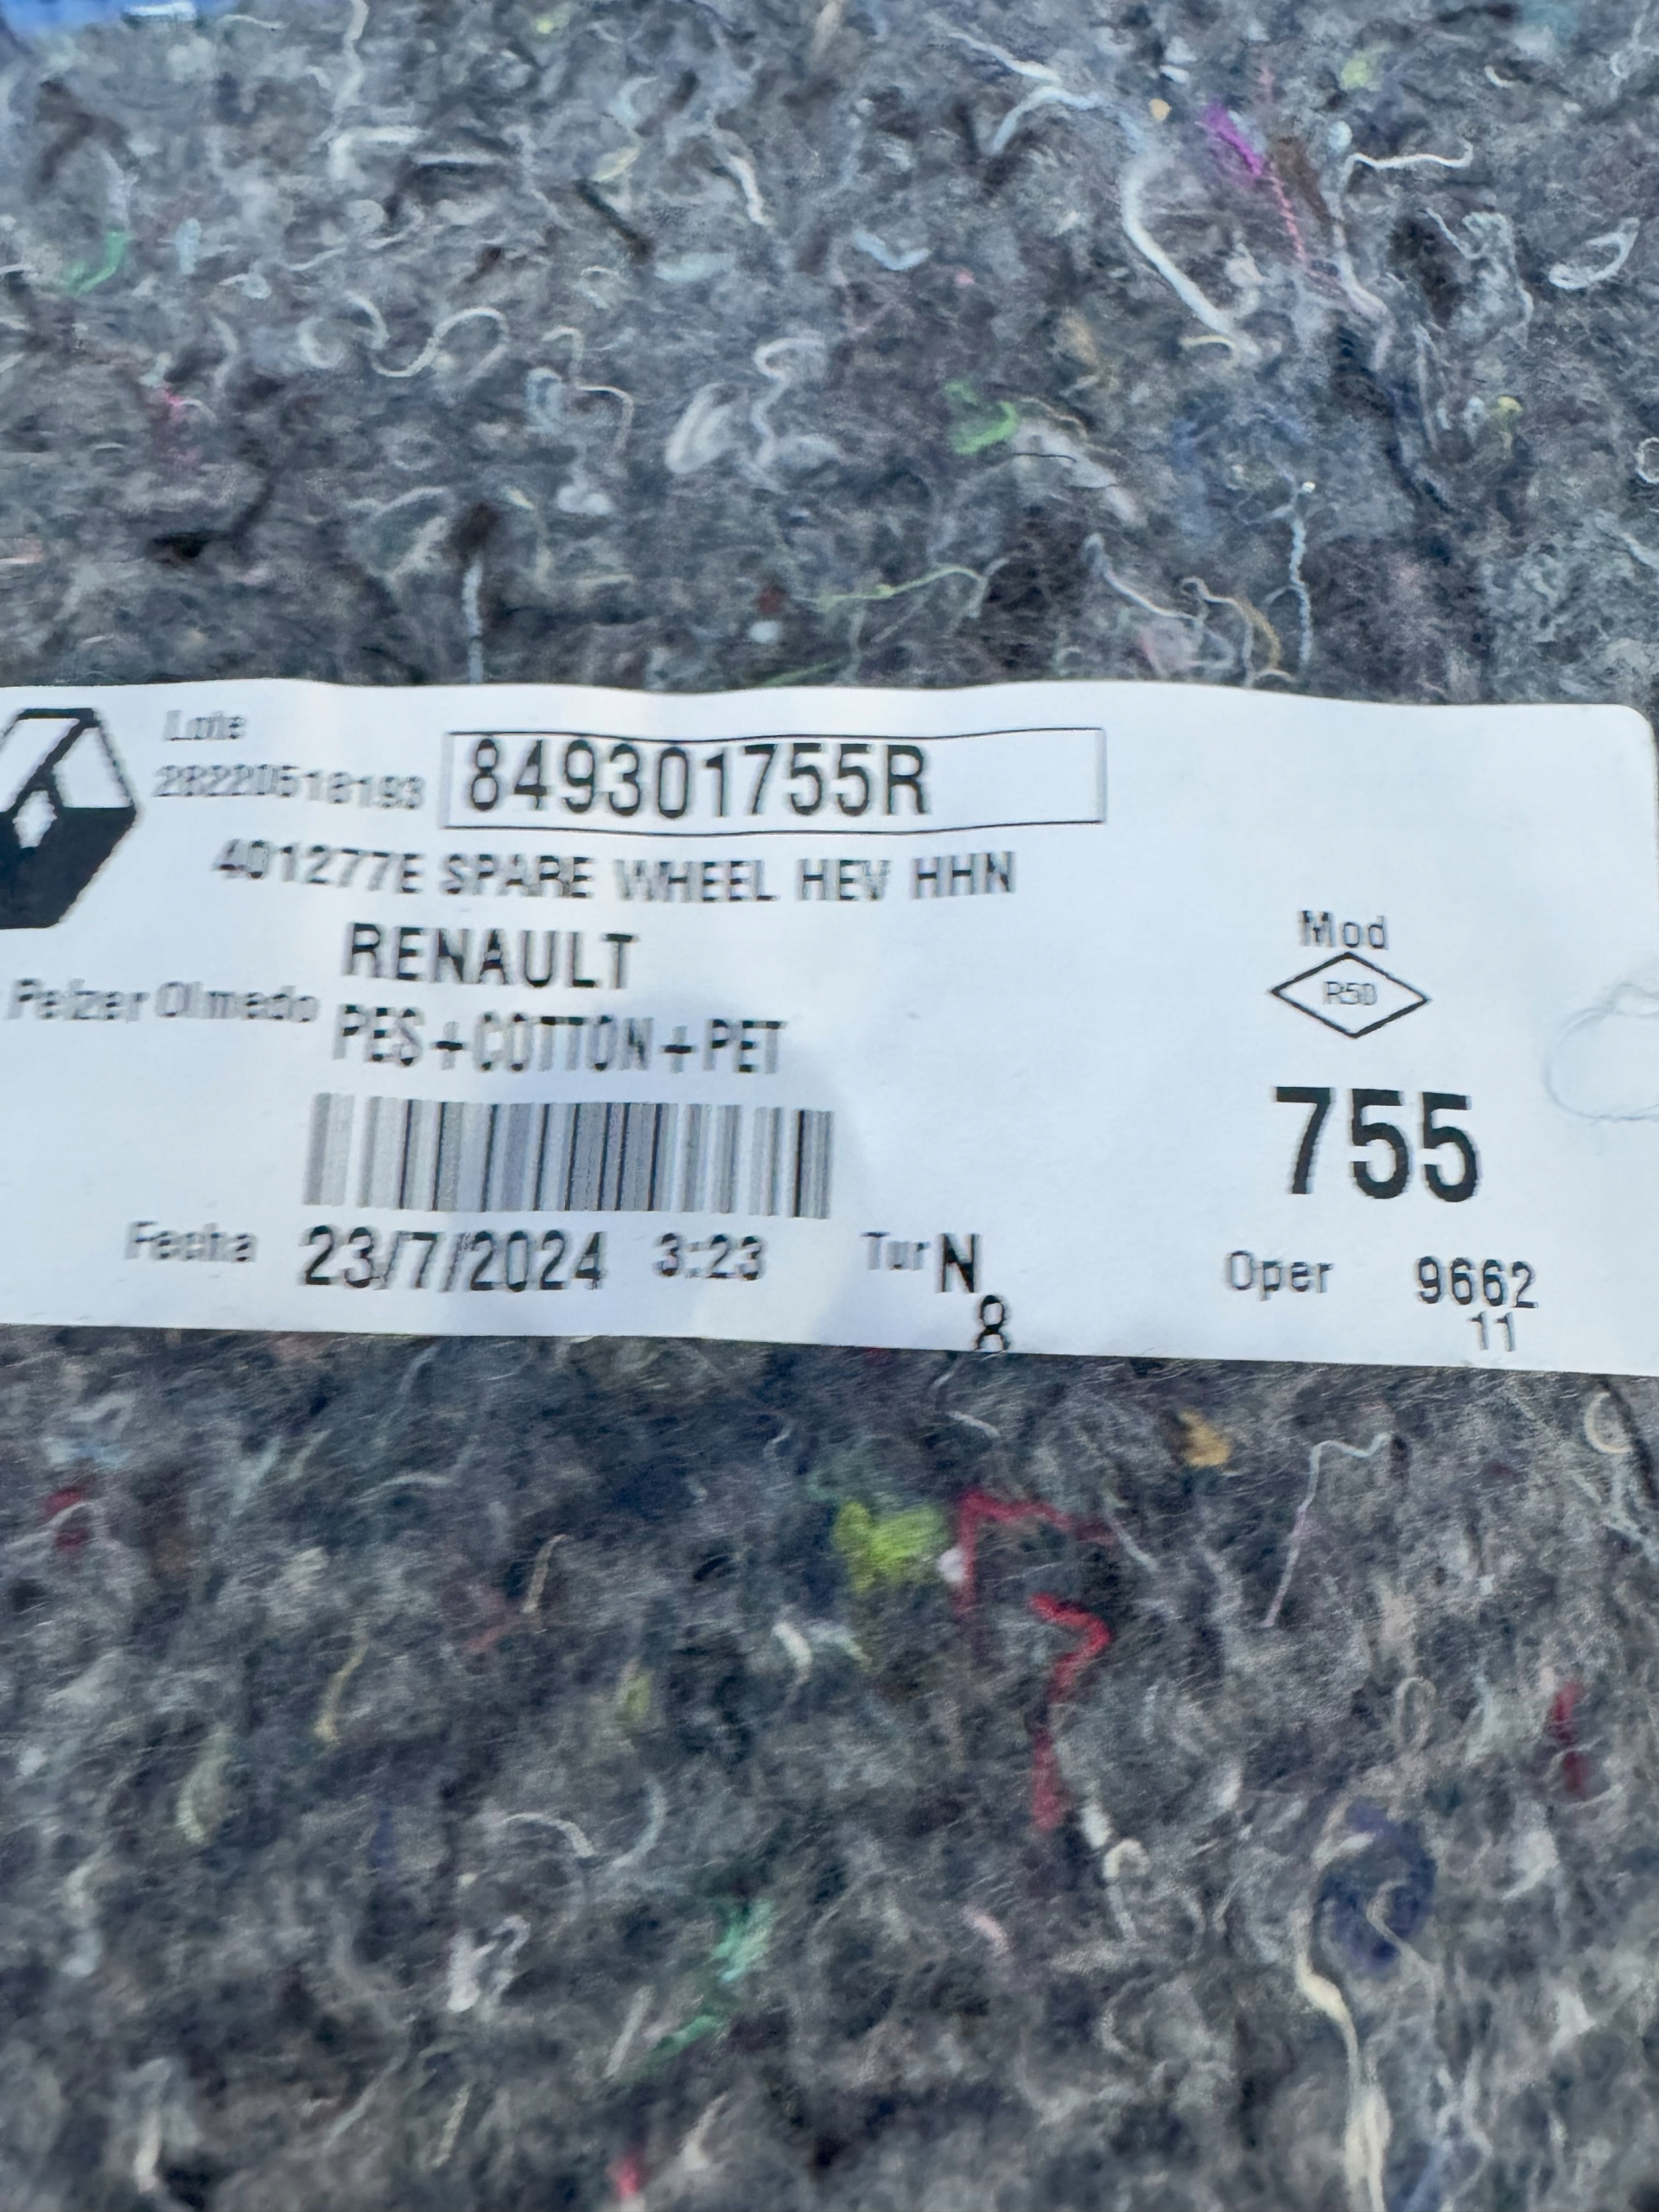 Lote
28220518193
849301755R
401277E SPARE WHEEL HEV HHN
RENAULT
Pelzer Olmedo
PES+COTTON+PET
Mod
R50
755
Fecha 23/7/2024 3:23 Tur N
8
Oper 9662
11